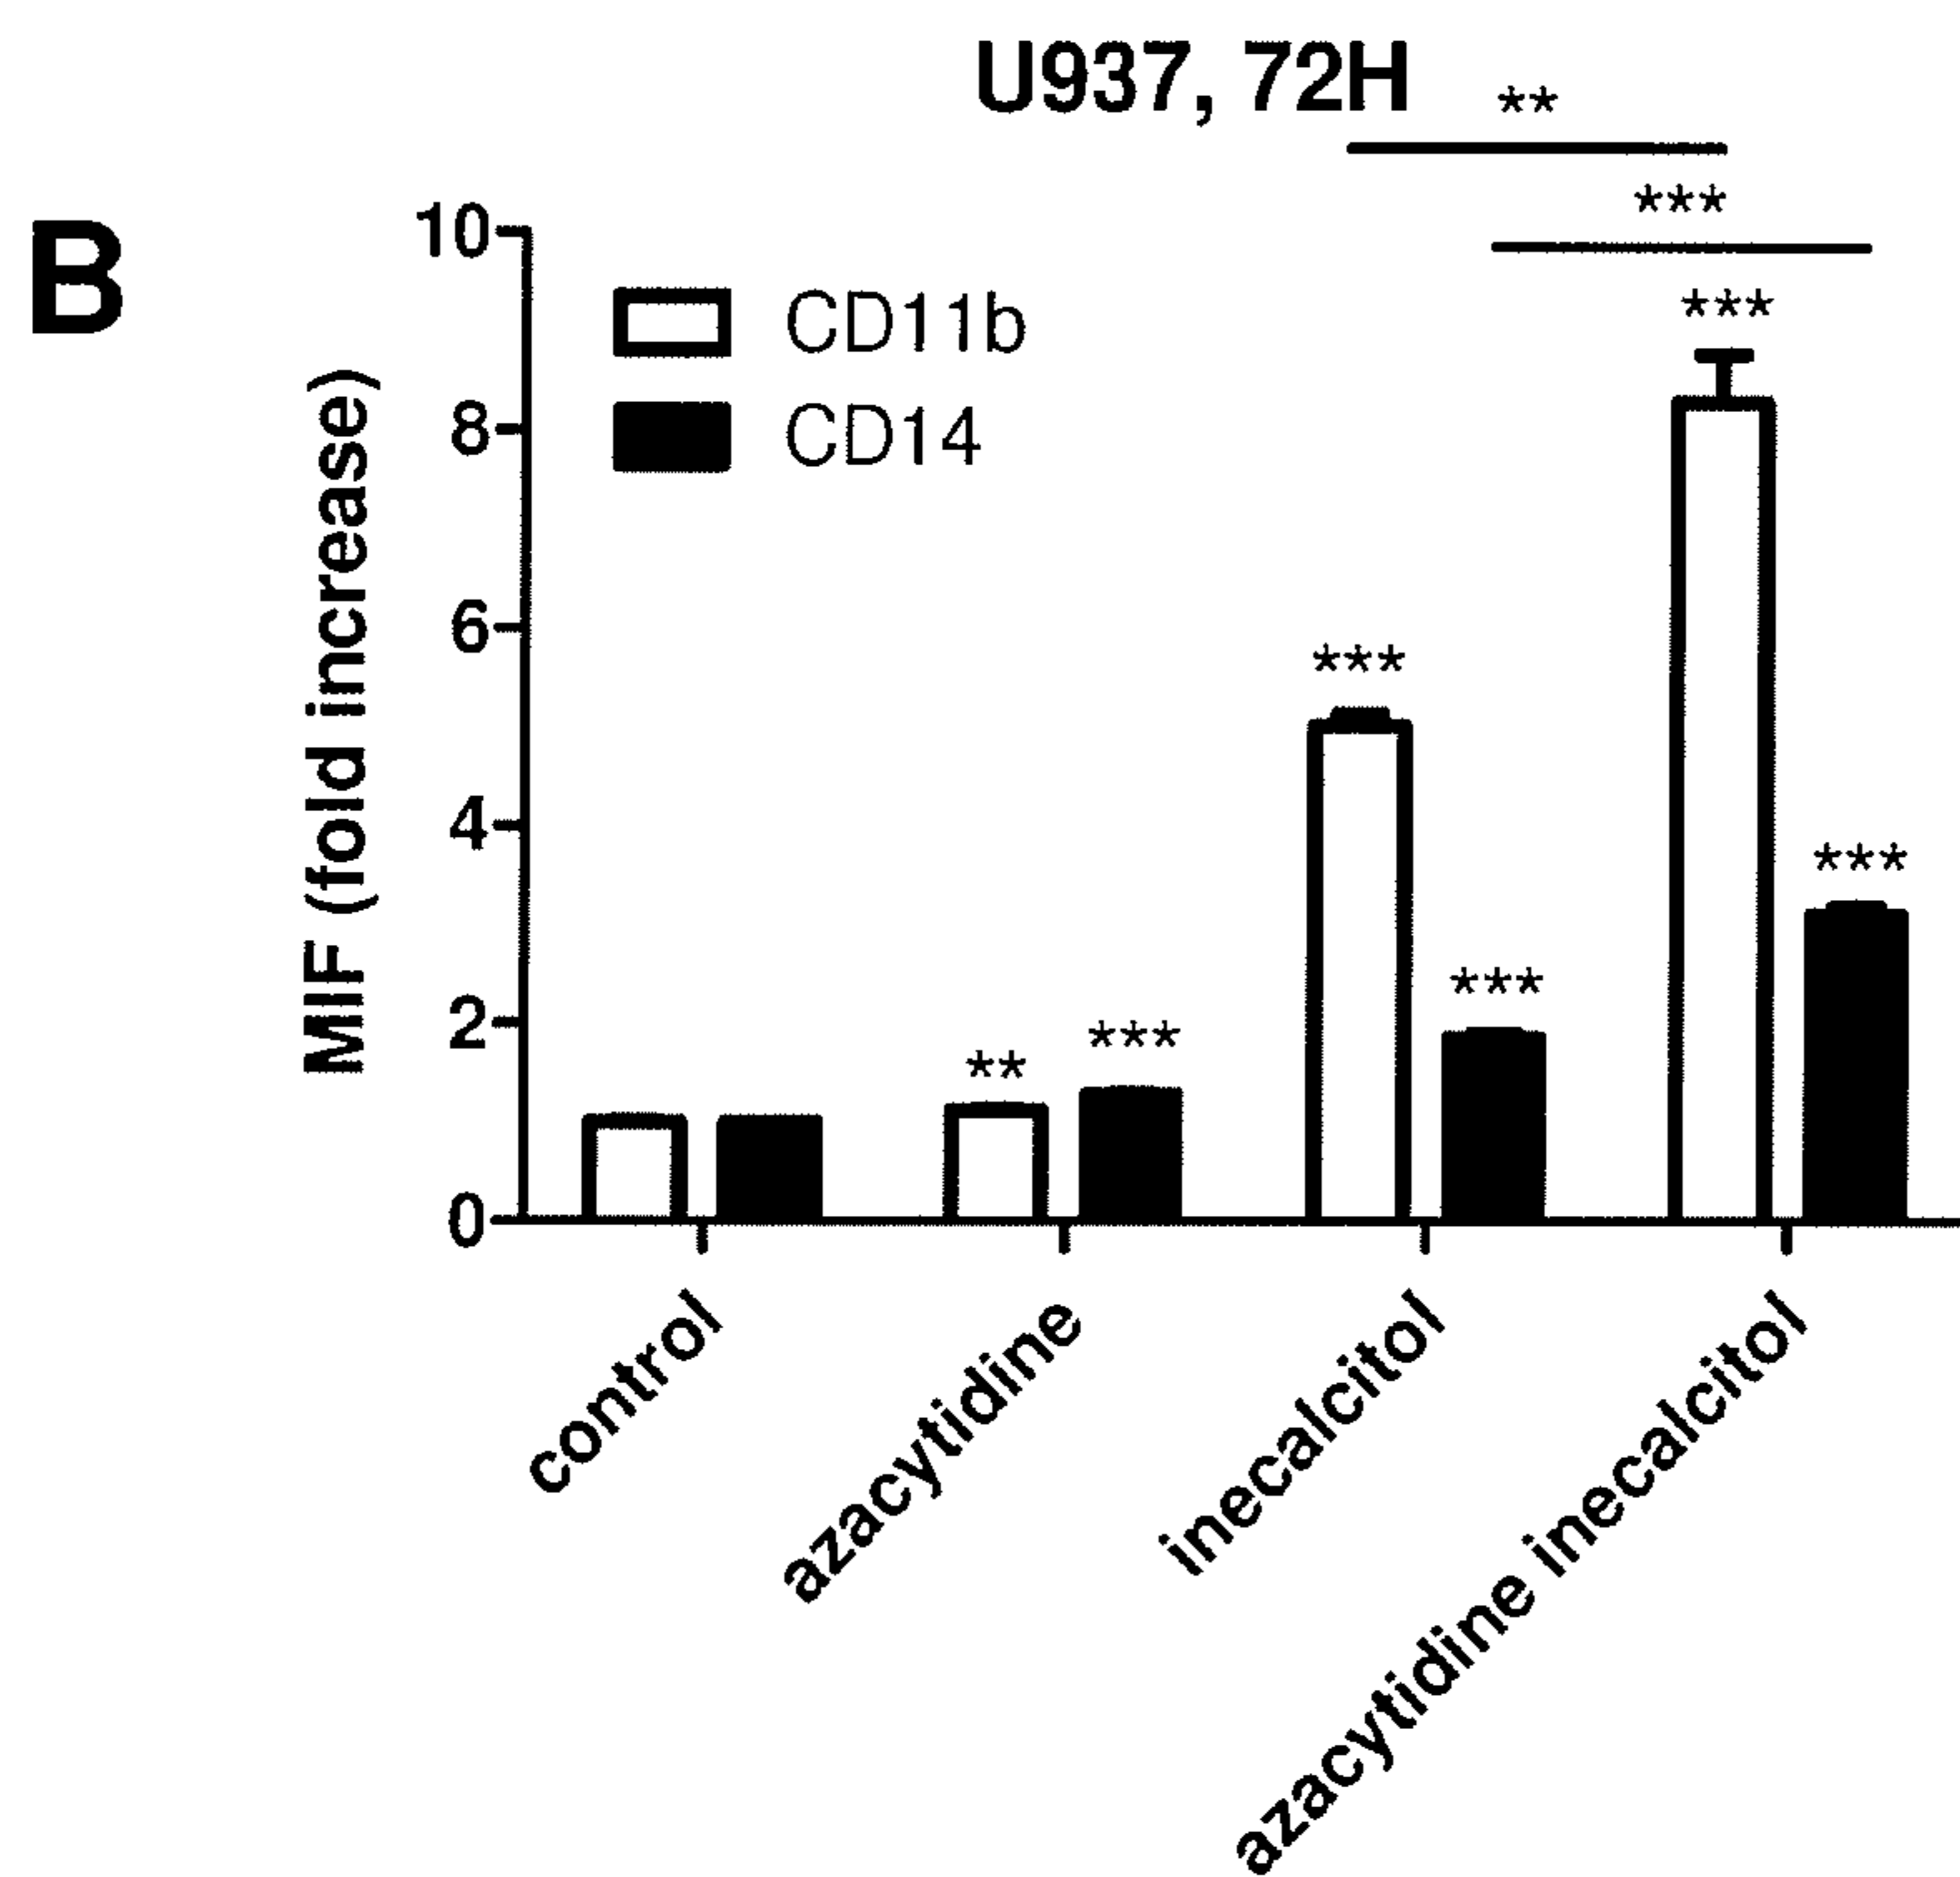 U937, 72H
**
***
B
10
8
6
4
2
0
MIF (fold increase)
CD11b
CD14
**
***
***
***
***
***
control
azacytidine
inecalcitol
azacytidine inecalcitol